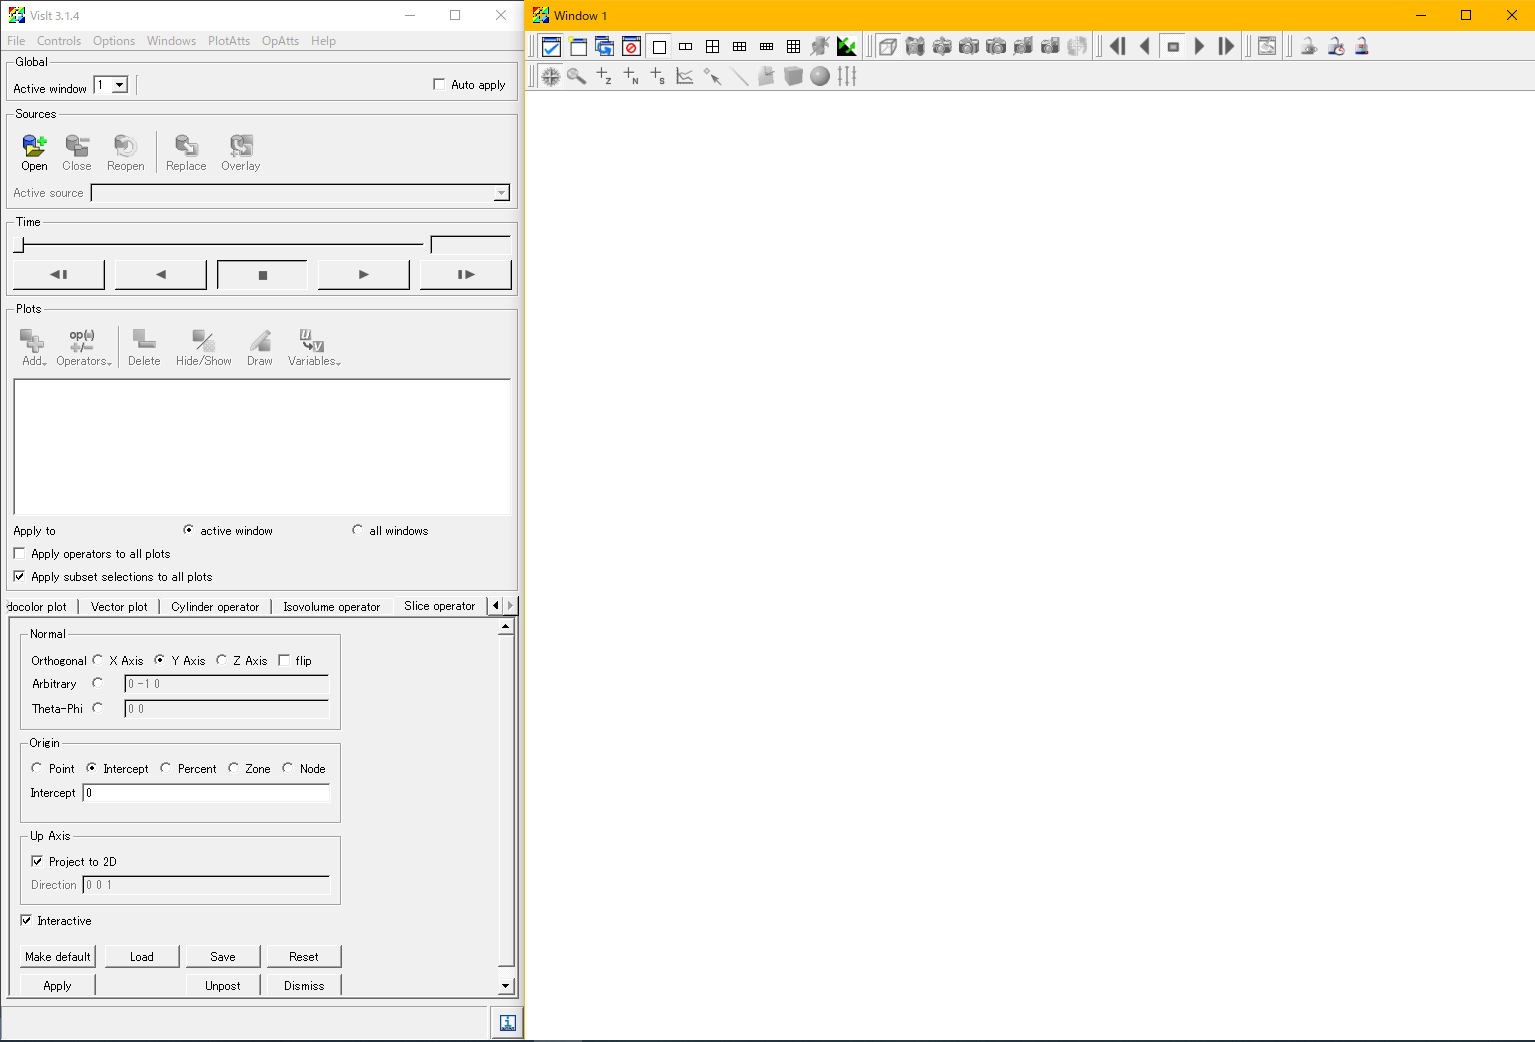 VisIt 3.1.4
File Controls Options Windows PlotAtts OpAtts Help
Global
Active window 1 Auto apply
Sources
Open Close Reopen Replace Overlay
Active source
Time
Plots
op(u) +/−
Add Operators Delete Hide/Show Draw Variables
Apply to active window all windows
Apply operators to all plots
Apply subset selections to all plots
docolor plot Vector plot Cylinder operator Isovolume operator Slice operator
Normal
Orthogonal X Axis Y Axis Z Axis flip
Arbitrary 0 -1 0
Theta-Phi 0 0
Origin
Point Intercept Percent Zone Node
Intercept 0
Up Axis
Project to 2D
Direction 0 0 1
Interactive
Make default Load Save Reset
Apply Unpost Dismiss
Window 1
Z N S